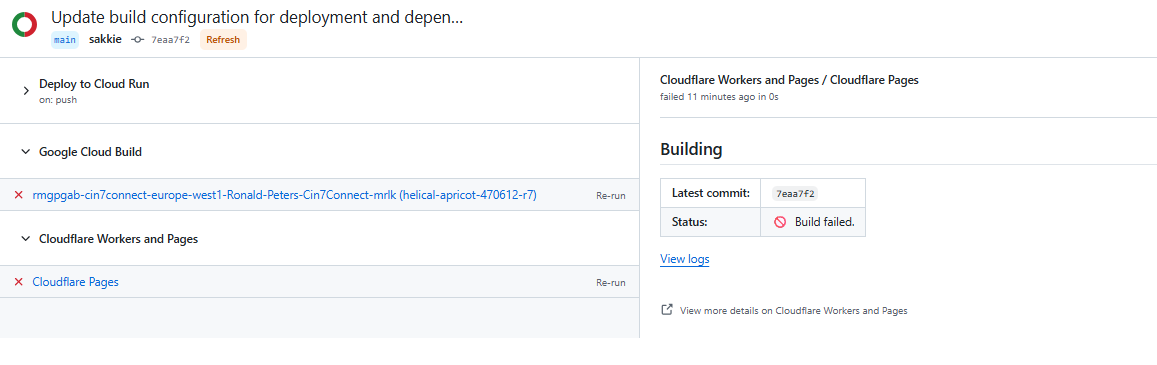 Update build configuration for deployment and depen...
main sakkie 7eaa7f2 Refresh
Deploy to Cloud Run
on: push
Google Cloud Build
rmgpgab-cin7connect-europe-west1-Ronald-Peters-Cin7Connect-mrlk (helical-apricot-470612-r7) Re-run
Cloudflare Workers and Pages
Cloudflare Pages Re-run
Cloudflare Workers and Pages / Cloudflare Pages
failed 11 minutes ago in 0s
Building
Latest commit: 7eaa7f2
Status: Build failed.
View logs
View more details on Cloudflare Workers and Pages